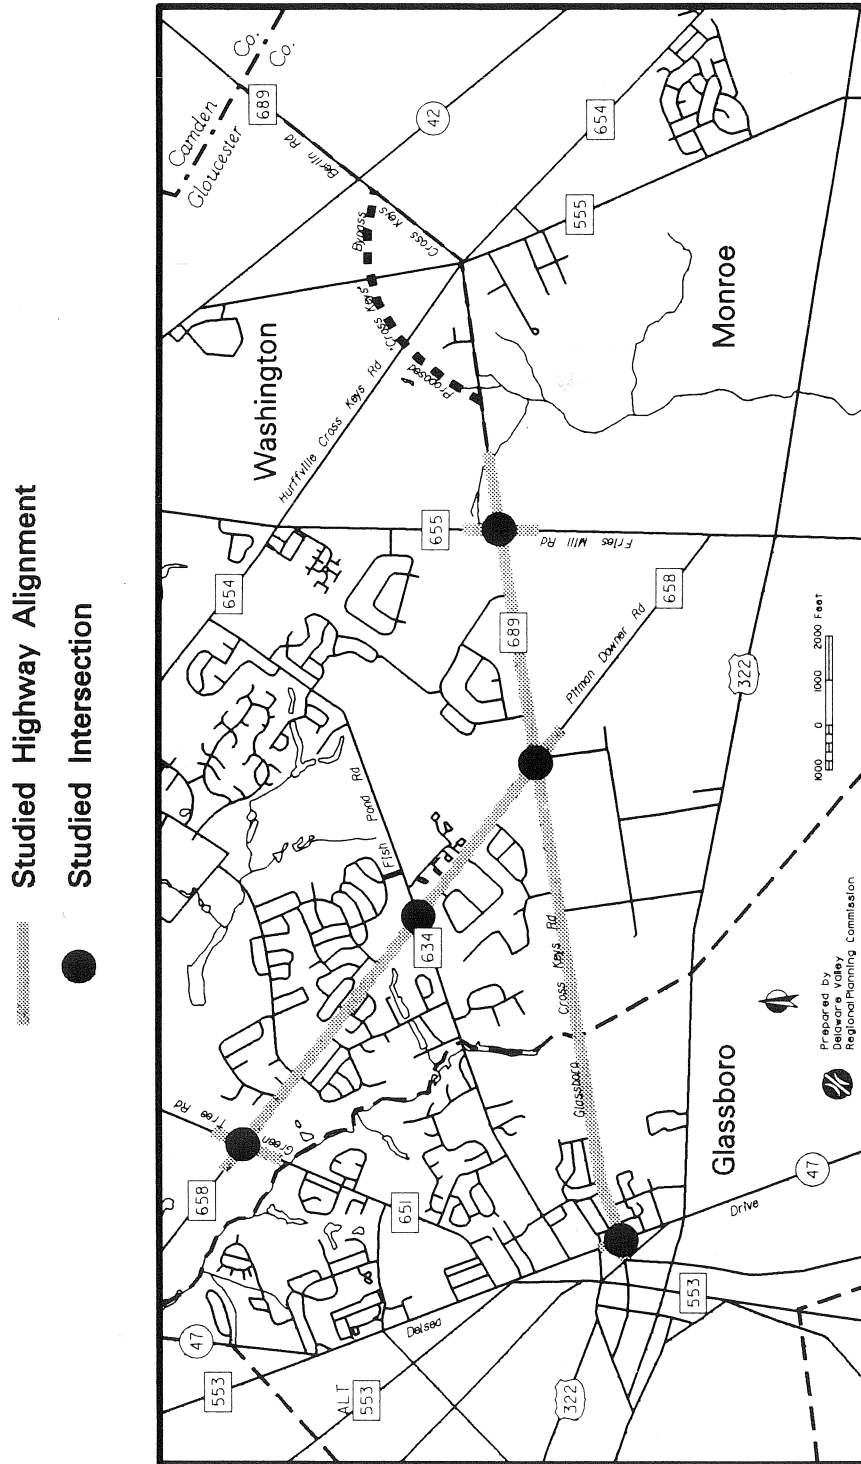 Studied Highway Alignment
Studied Intersection
Camden
Co.
Gloucester
Co.
689
Berlin Rd
42
654
Cross Keys
555
Proposed
"Cross Keys"
Bypass
Washington
Monroe
Hurffville Cross Keys Rd
654
655
Fries Mill Rd
689
658
Pitman Downer Rd
322
1000 0 1000 2000 Feet
Fish Pond Rd
634
Glassboro Cross Keys Rd
Green Tree Rd
658
651
Glassboro
47
Delsea Drive
47
553
553
ALT
553
322
Prepared by
Delaware Valley
Regional Planning Commission